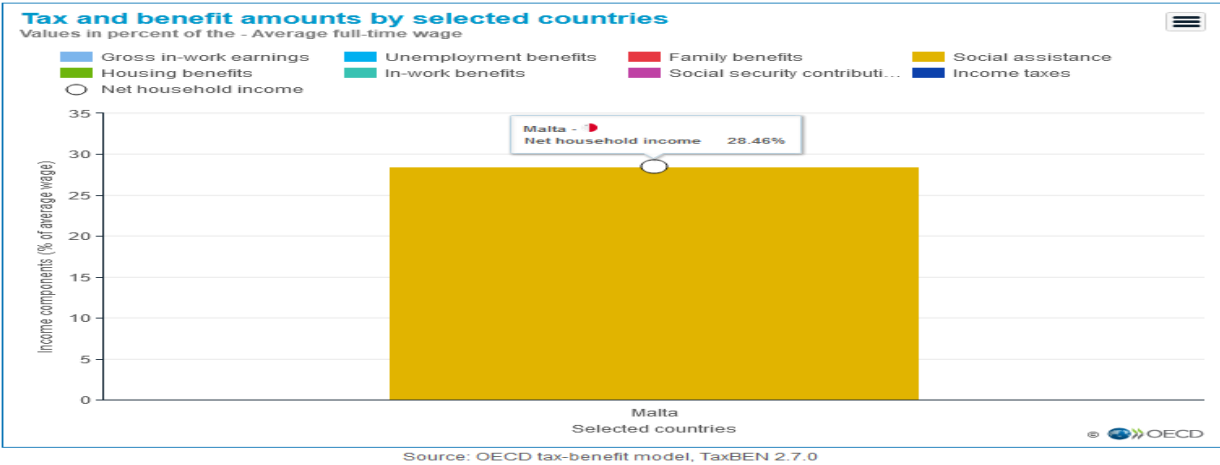 Tax and benefit amounts by selected countries
Values in percent of the - Average full-time wage
Gross in-work earnings Unemployment benefits Family benefits Social assistance
Housing benefits In-work benefits Social security contributi... Income taxes
Net household income
35
Malta -
Net household income 28.46%
30
25
20
15
10
5
0
Income components (% of average wage)
Malta
Selected countries
© OECD
Source: OECD tax-benefit model, TaxBEN 2.7.0